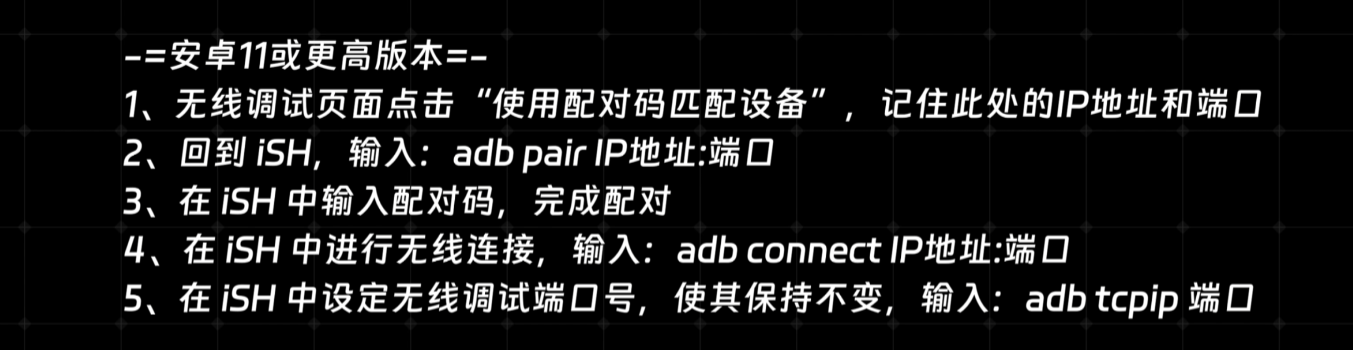 -=安卓11或更高版本=-
1、无线调试页面点击“使用配对码匹配设备”，记住此处的IP地址和端口
2、回到 iSH，输入：adb pair IP地址:端口
3、在 iSH 中输入配对码，完成配对
4、在 iSH 中进行无线连接，输入：adb connect IP地址:端口
5、在 iSH 中设定无线调试端口号，使其保持不变，输入：adb tcpip 端口